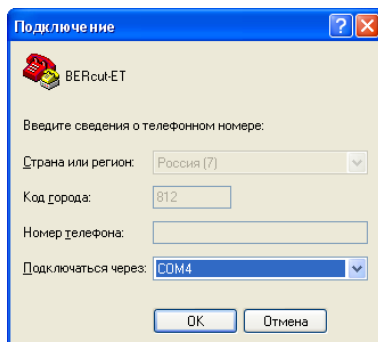 Подключение
BERcut-ET
Введите сведения о телефонном номере:
Страна или регион: Россия (7)
Код города: 812
Номер телефона:
Подключаться через: COM4
OK Отмена